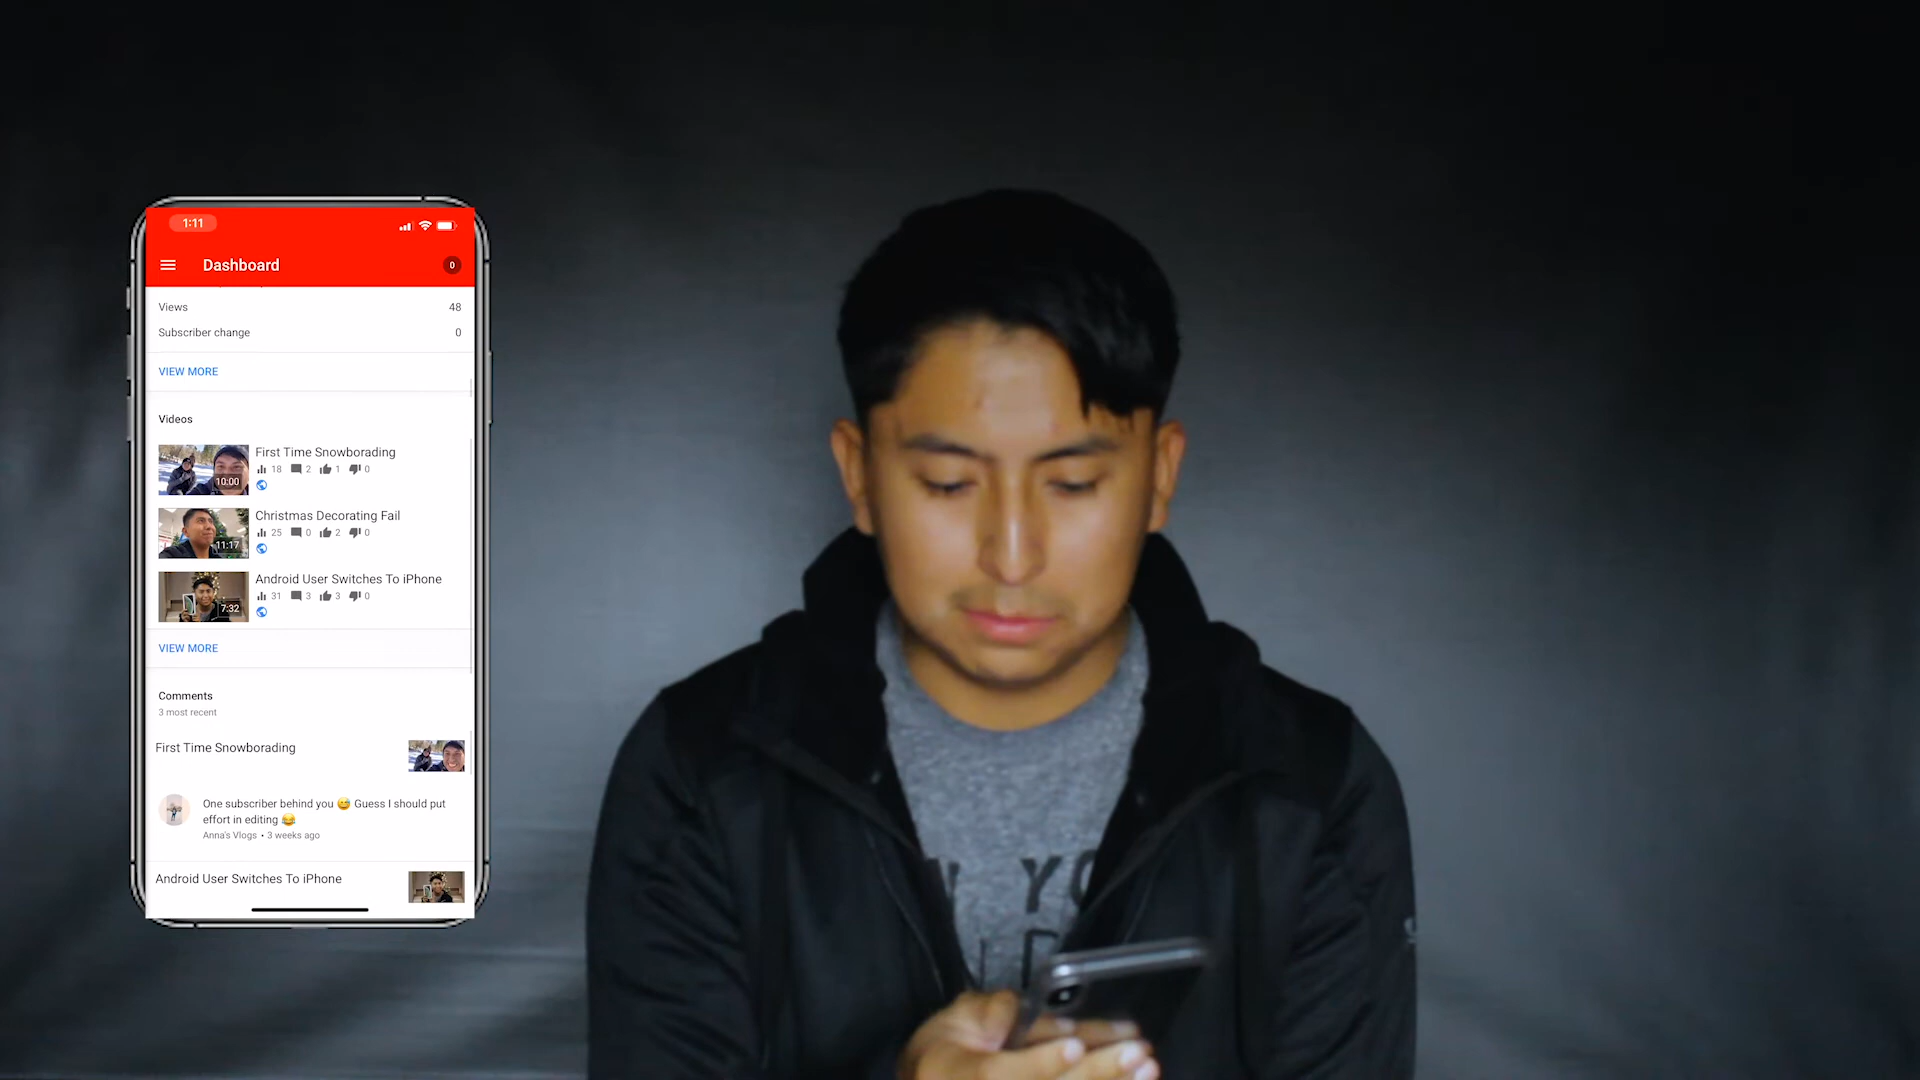 1:11
Dashboard
0
Views 48
Subscriber change 0
VIEW MORE
Videos
10:00
First Time Snowborading
18 2 1 0
11:17
Christmas Decorating Fail
25 0 2 0
7:32
Android User Switches To iPhone
31 3 3 0
VIEW MORE
Comments
3 most recent
First Time Snowborading
One subscriber behind you 😅 Guess I should put
effort in editing 😂
Anna's Vlogs • 3 weeks ago
Android User Switches To iPhone